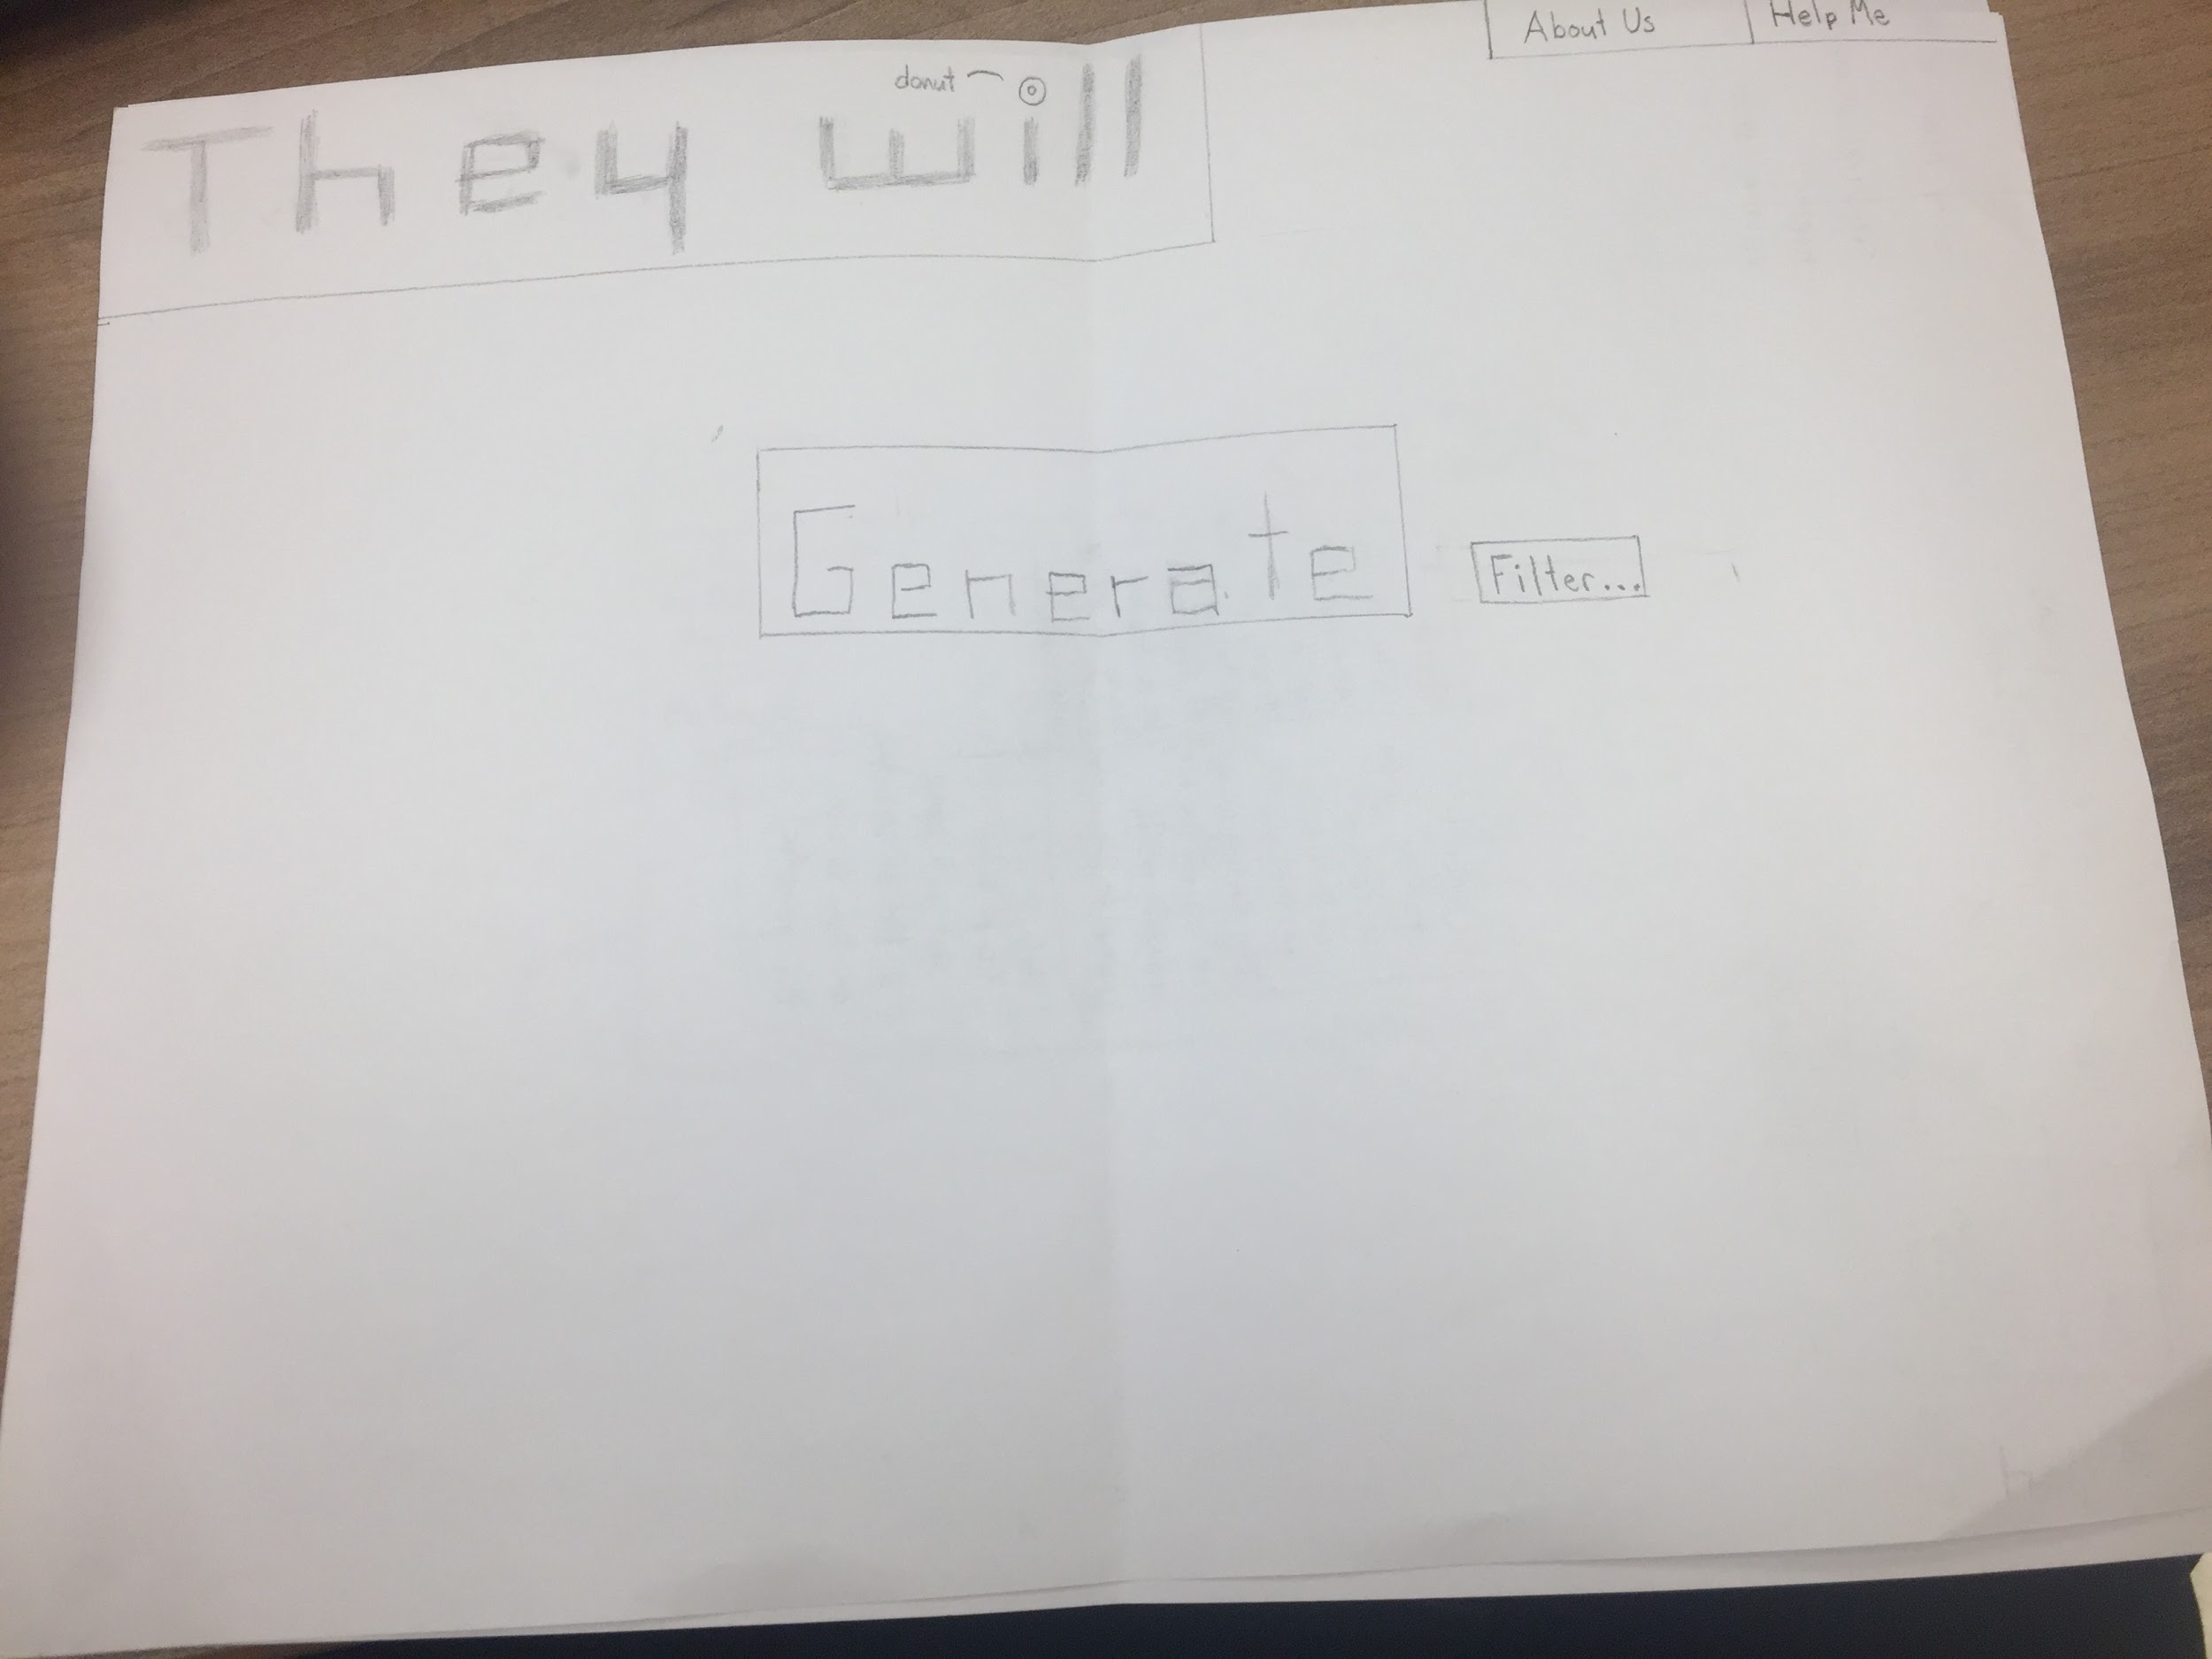 About Us
Help Me
donut
They will
Generate
Filter...